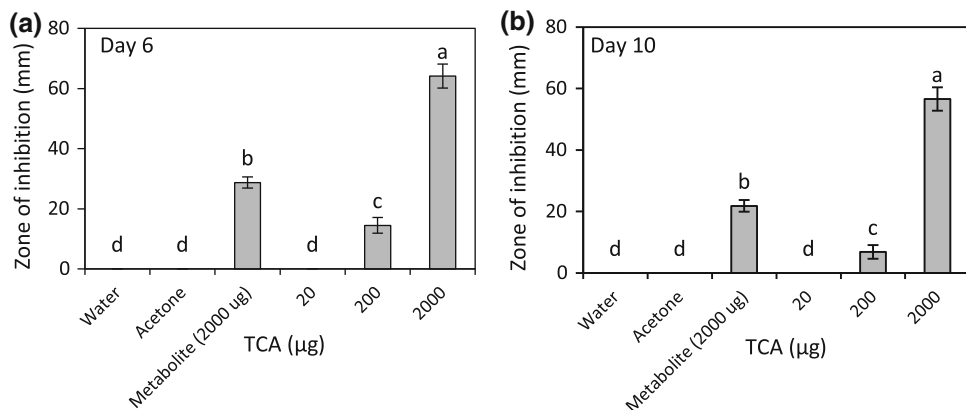 (a)
Zone of inhibition (mm)
80
60
40
20
0
Day 6
d
d
b
d
c
a
Water
Acetone
Metabolite (2000 ug)
20
200
2000
TCA (µg)
(b)
Zone of inhibition (mm)
80
60
40
20
0
Day 10
d
d
b
d
c
a
Water
Acetone
Metabolite (2000 ug)
20
200
2000
TCA (µg)